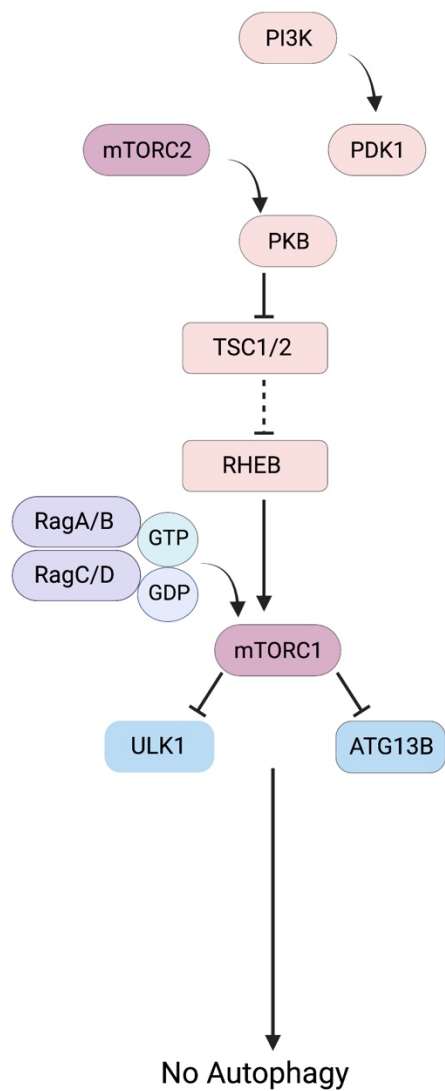 PI3K
mTORC2
PDK1
PKB
TSC1/2
RHEB
RagA/B
GTP
RagC/D
GDP
mTORC1
ULK1
ATG13B
No Autophagy